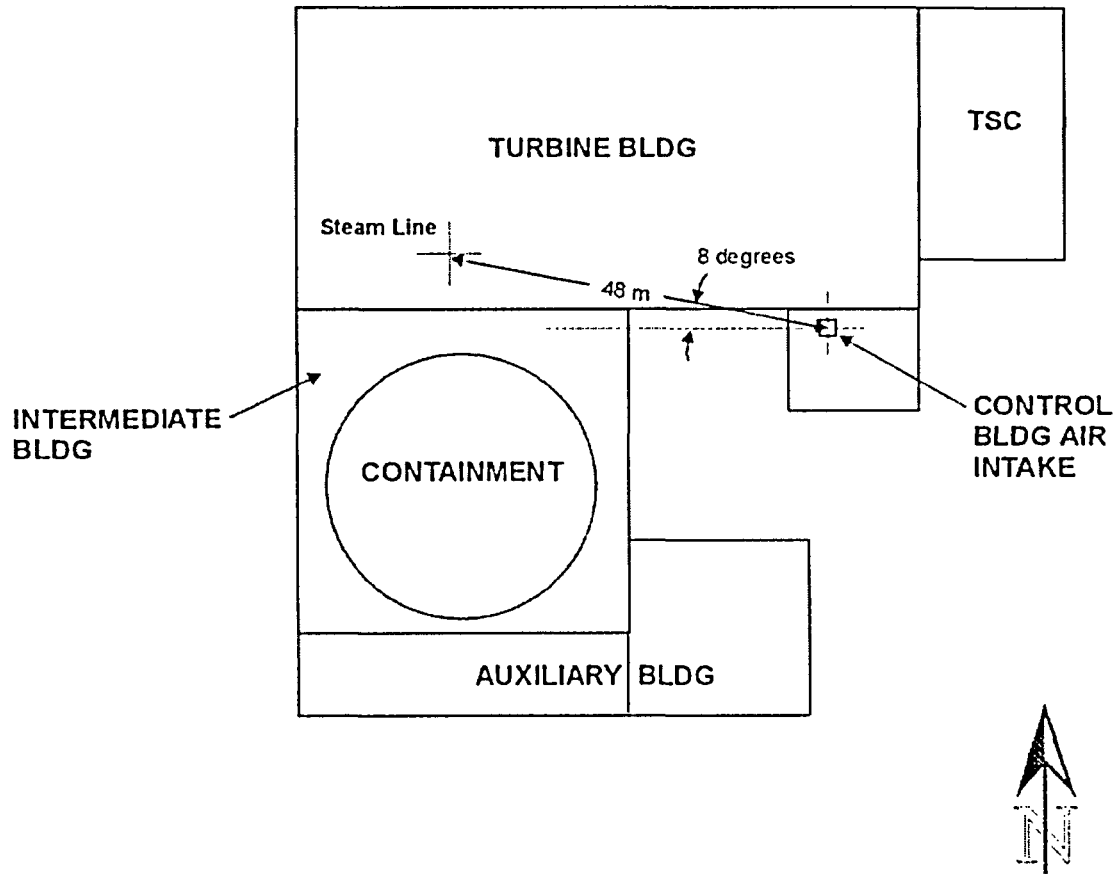 TSC
TURBINE BLDG
Steam Line
8 degrees
48 m
INTERMEDIATE
BLDG
CONTAINMENT
CONTROL
BLDG AIR
INTAKE
AUXILIARY BLDG
N